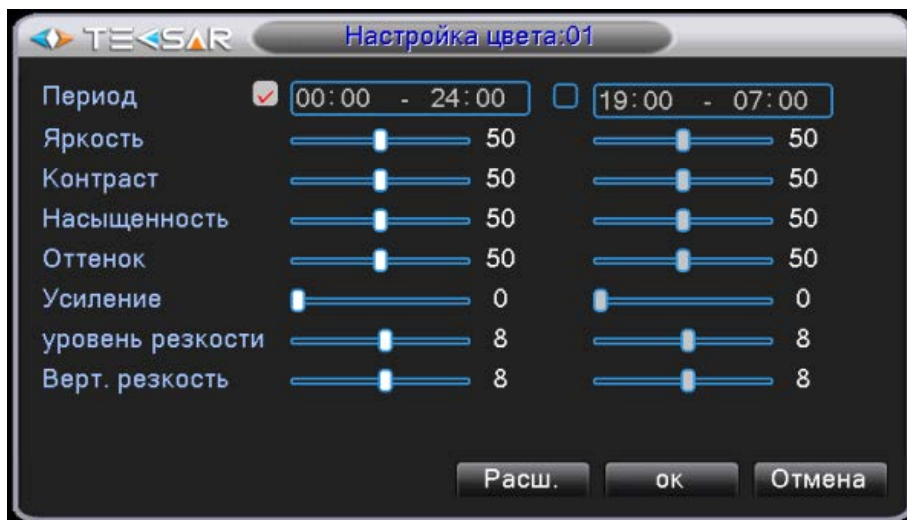 TEKSAR Настройка цвета:01
Период 00:00 - 24:00 19:00 - 07:00
Яркость 50 50
Контраст 50 50
Насыщенность 50 50
Оттенок 50 50
Усиление 0 0
уровень резкости 8 8
Верт. резкость 8 8
Расш. ок Отмена